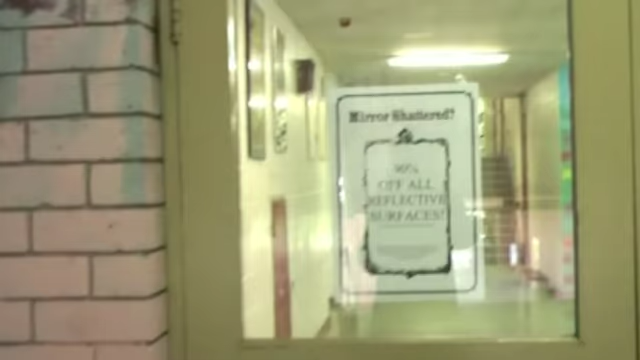 Mirror Shattered?
90%
OFF ALL
REFLECTIVE
SURFACES!